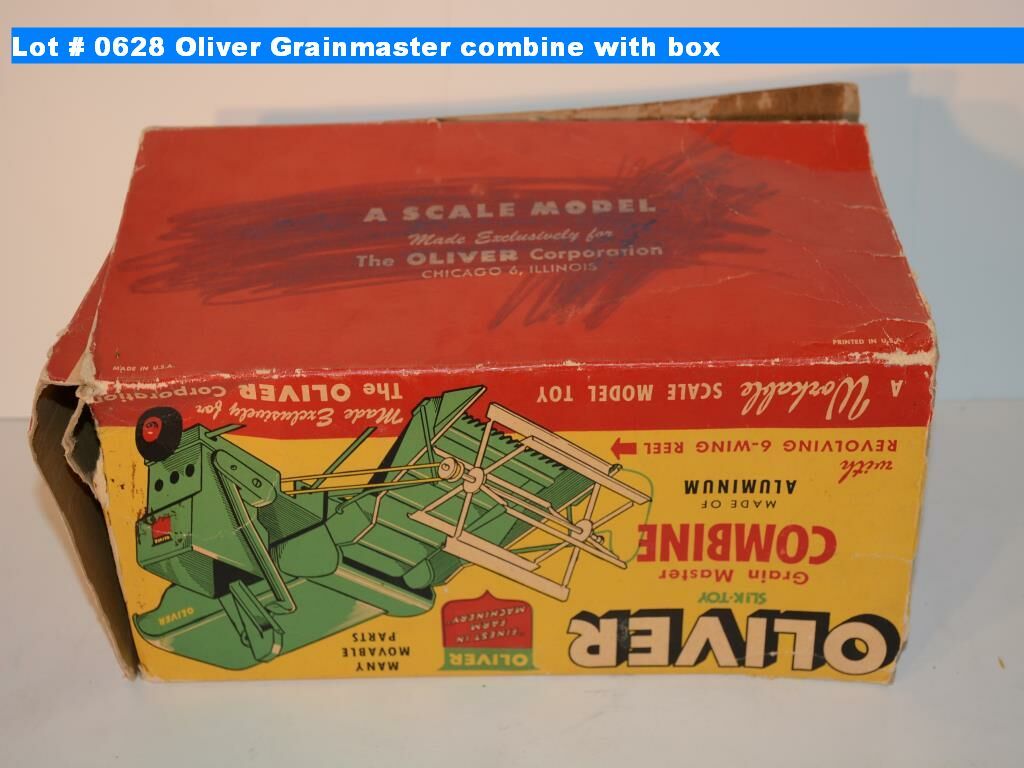 Lot # 0628 Oliver Grainmaster combine with box
A SCALE MODEL
Made Exclusively for
The OLIVER Corporation
CHICAGO 6, ILLINOIS
MADE IN U.S.A.
PRINTED IN U.S.A.
A Workable SCALE MODEL TOY
Made Exclusively for
The OLIVER Corporation
with
REVOLVING 6-WING REEL
MADE OF
ALUMINUM
Grain Master
COMBINE
SLIK-TOY
OLIVER
OLIVER
"FINEST IN
FARM
MACHINERY"
MANY
MOVABLE
PARTS
OLIVER